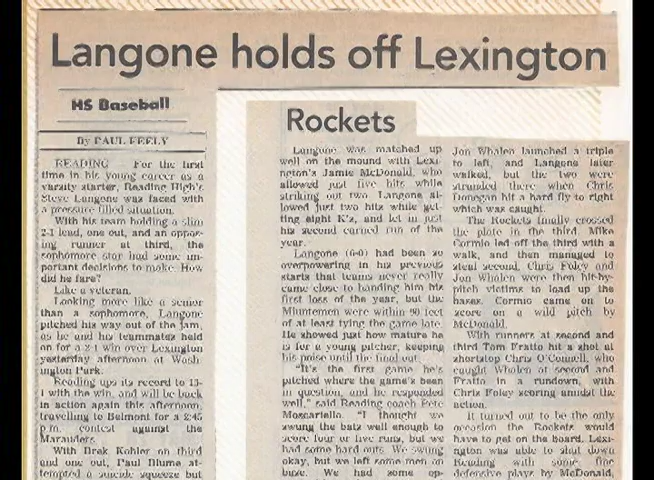 Langone holds off Lexington
HS Baseball
By PAUL FEELY
READING For the first
time in his young career as a
varsity starter, Reading High's
Steve Langone was faced with
a pressure filled situation.
With his team holding a slim
2-1 lead, one out, and an oppos-
ing runner at third, the
sophomore star had some im-
portant decisions to make. How
did he fare?
Like a veteran.
Looking more like a senior
than a sophomore, Langone
pitched his way out of the jam,
as he and his teammates held
on for a 2-1 win over Lexington
yesterday afternoon at Wash-
ington Park.
Reading ups its record to 13-
1 with the win, and will be back
in action again this afternoon,
travelling to Belmont for a 2:45
p.m. contest against the
Marauders.
With Drek Kohler on third
and one out, Paul Blume at-
tempted a suicide squeeze but
Rockets
Langone was matched up
well on the mound with Lexi-
ngton's Jamie McDonald, who
allowed just five hits while
striking out two. Langone al-
lowed just two hits while get-
ting eight K's, and let in just
his second earned run of the
year.
Langone (6-0) had been so
overpowering in his previous
starts that teams never really
came close to handing him his
first loss of the year, but the
Minutemen were within 90 feet
of at least tying the game late.
He showed just how mature he
is for a young pitcher, keeping
his poise until the final out.
"It's the first game he's
pitched where the game's been
in question, and he responded
well," said Reading coach Pete
Moscariello. "I thought we
swung the bats well enough to
score four or five runs, but we
had some hard outs. We swung
okay, but we left some men on
base. We had some op-
Jon Whalen launched a triple
to left, and Langone later
walked, but the two were
stranded there when Chris
Donegan hit a hard fly to right
which was caught.
The Rockets finally crossed
the plate in the third. Mike
Cormio led off the third with a
walk, and then managed to
steal second. Chris Foley and
Jon Whalen were then hit-by-
pitch victims to load up the
bases. Cormio came on to
score on a wild pitch by
McDonald.
With runners at second and
third Tom Fratto hit a shot at
shortstop Chris O'Connell, who
caught Whalen at second and
Fratto in a rundown, with
Chris Foley scoring amidst the
action.
It turned out to be the only
occasion the Rockets would
have to get on the board. Lexi-
ngton was able to shut down
Reading with some fine
defensive plays by McDonald,